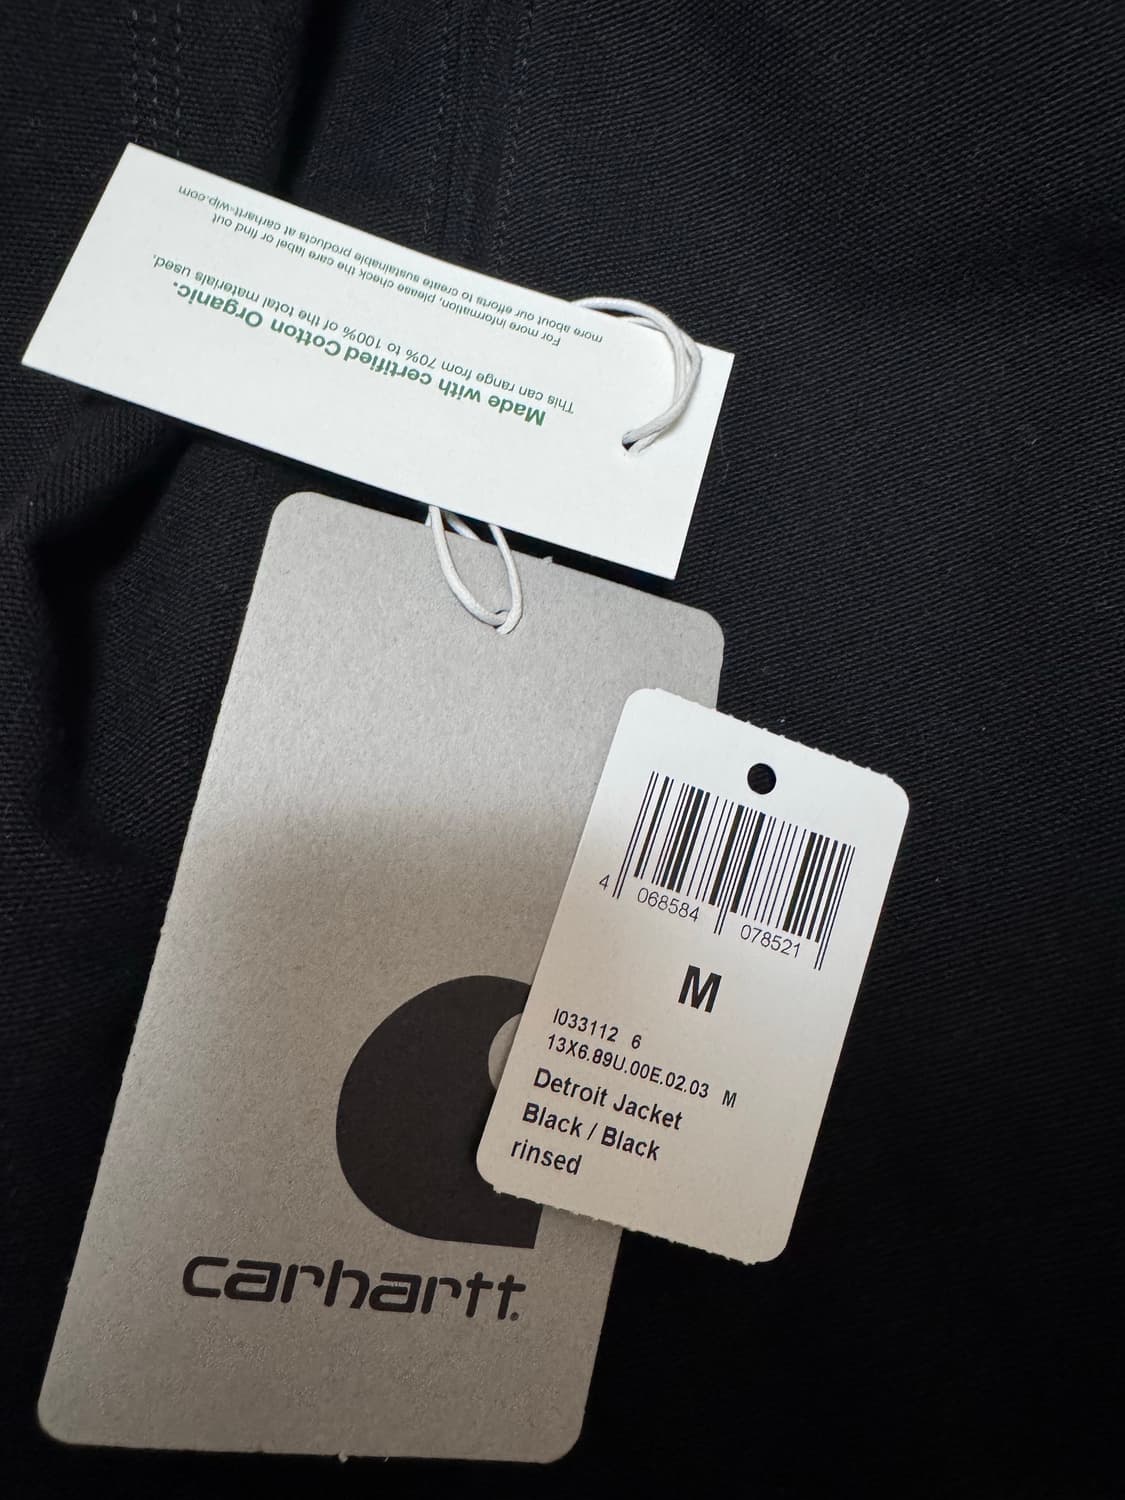 Made with certified Cotton Organic.
This can range from 70% to 100% of the total materials used.
For more information, please check the care label or find out
more about our efforts to create sustainable products at carhartt-wip.com
carhartt.
4 068584 078521
M
I033112 6
13X6.89U.00E.02.03 M
Detroit Jacket
Black / Black
rinsed